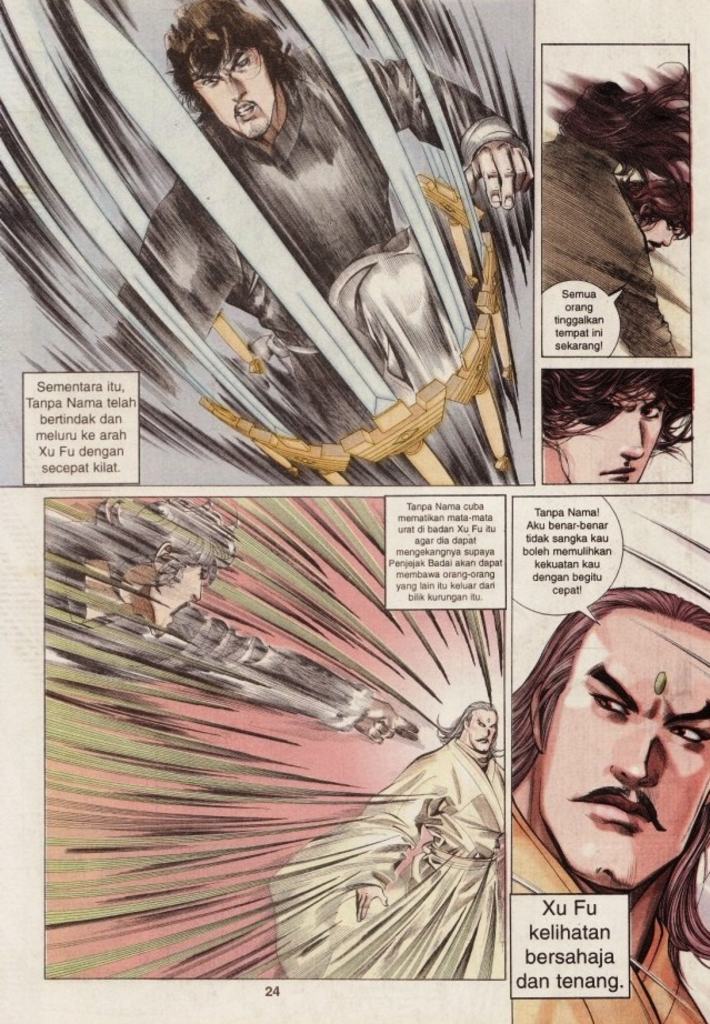 Sementara itu,
Tanpa Nama telah
bertindak dan
meluru ke arah
Xu Fu dengan
secepat kilat.
Semua
orang
tinggalkan
tempat ini
sekarang!
Tanpa Nama cuba
mematikan mata-mata
urat di badan Xu Fu itu
agar dia dapat
mengekangnya supaya
Penjejak Badai akan dapat
membawa orang-orang
yang lain itu keluar dari
bilik kurungan itu.
Tanpa Nama!
Aku benar-benar
tidak sangka kau
boleh memulihkan
kekuatan kau
dengan begitu
cepat!
Xu Fu
kelihatan
bersahaja
dan tenang.
24